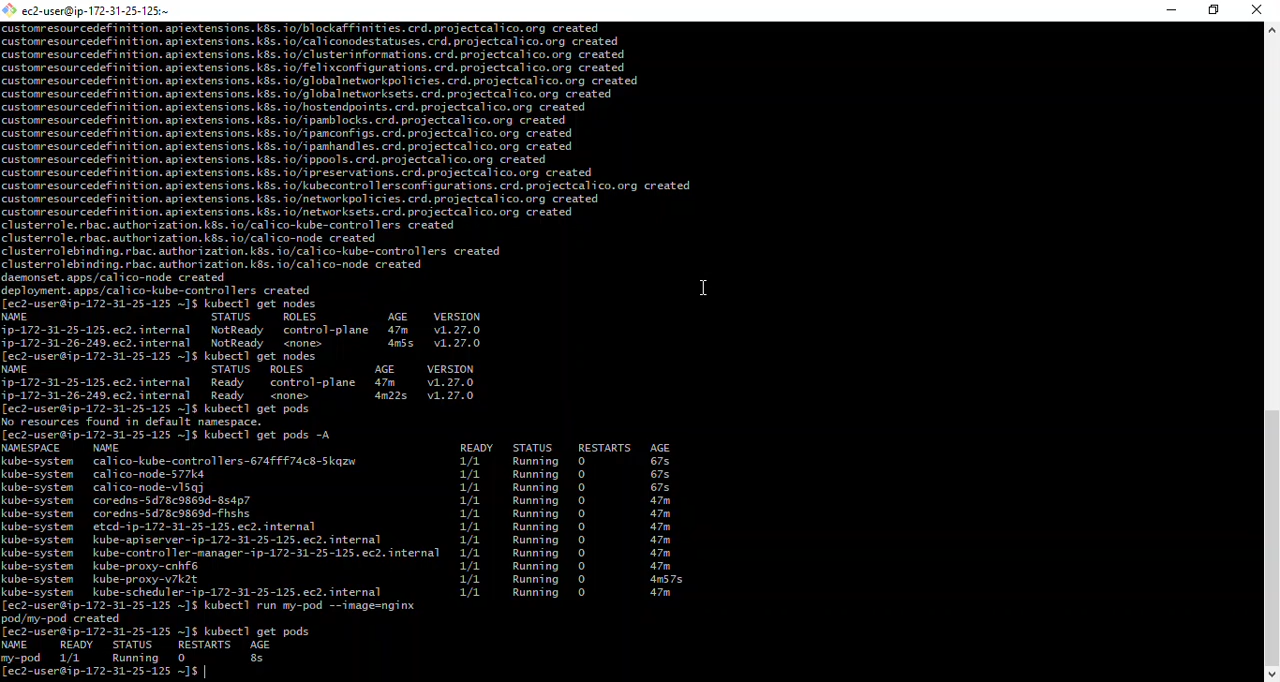 ec2-user@ip-172-31-25-125:~
customresourcedefinition.apiextensions.k8s.io/blockaffinities.crd.projectcalico.org created
customresourcedefinition.apiextensions.k8s.io/caliconodestatuses.crd.projectcalico.org created
customresourcedefinition.apiextensions.k8s.io/clusterinformations.crd.projectcalico.org created
customresourcedefinition.apiextensions.k8s.io/felixconfigurations.crd.projectcalico.org created
customresourcedefinition.apiextensions.k8s.io/globalnetworkpolicies.crd.projectcalico.org created
customresourcedefinition.apiextensions.k8s.io/globalnetworksets.crd.projectcalico.org created
customresourcedefinition.apiextensions.k8s.io/hostendpoints.crd.projectcalico.org created
customresourcedefinition.apiextensions.k8s.io/ipamblocks.crd.projectcalico.org created
customresourcedefinition.apiextensions.k8s.io/ipamconfigs.crd.projectcalico.org created
customresourcedefinition.apiextensions.k8s.io/ipamhandles.crd.projectcalico.org created
customresourcedefinition.apiextensions.k8s.io/ippools.crd.projectcalico.org created
customresourcedefinition.apiextensions.k8s.io/ipreservations.crd.projectcalico.org created
customresourcedefinition.apiextensions.k8s.io/kubecontrollersconfigurations.crd.projectcalico.org created
customresourcedefinition.apiextensions.k8s.io/networkpolicies.crd.projectcalico.org created
customresourcedefinition.apiextensions.k8s.io/networksets.crd.projectcalico.org created
clusterrole.rbac.authorization.k8s.io/calico-kube-controllers created
clusterrole.rbac.authorization.k8s.io/calico-node created
clusterrolebinding.rbac.authorization.k8s.io/calico-kube-controllers created
clusterrolebinding.rbac.authorization.k8s.io/calico-node created
daemonset.apps/calico-node created
deployment.apps/calico-kube-controllers created
[ec2-user@ip-172-31-25-125 ~]$ kubectl get nodes
NAME STATUS ROLES AGE VERSION
ip-172-31-25-125.ec2.internal NotReady control-plane 47m v1.27.0
ip-172-31-26-249.ec2.internal NotReady <none> 4m5s v1.27.0
[ec2-user@ip-172-31-25-125 ~]$ kubectl get nodes
NAME STATUS ROLES AGE VERSION
ip-172-31-25-125.ec2.internal Ready control-plane 47m v1.27.0
ip-172-31-26-249.ec2.internal Ready <none> 4m22s v1.27.0
[ec2-user@ip-172-31-25-125 ~]$ kubectl get pods
No resources found in default namespace.
[ec2-user@ip-172-31-25-125 ~]$ kubectl get pods -A
NAMESPACE NAME READY STATUS RESTARTS AGE
kube-system calico-kube-controllers-674fff74c8-5kqzw 1/1 Running 0 67s
kube-system calico-node-577k4 1/1 Running 0 67s
kube-system calico-node-vl5qj 1/1 Running 0 67s
kube-system coredns-5d78c9869d-8s4p7 1/1 Running 0 47m
kube-system coredns-5d78c9869d-fhshs 1/1 Running 0 47m
kube-system etcd-ip-172-31-25-125.ec2.internal 1/1 Running 0 47m
kube-system kube-apiserver-ip-172-31-25-125.ec2.internal 1/1 Running 0 47m
kube-system kube-controller-manager-ip-172-31-25-125.ec2.internal 1/1 Running 0 47m
kube-system kube-proxy-cnhf6 1/1 Running 0 47m
kube-system kube-proxy-v7k2t 1/1 Running 0 4m57s
kube-system kube-scheduler-ip-172-31-25-125.ec2.internal 1/1 Running 0 47m
[ec2-user@ip-172-31-25-125 ~]$ kubectl run my-pod --image=nginx
pod/my-pod created
[ec2-user@ip-172-31-25-125 ~]$ kubectl get pods
NAME READY STATUS RESTARTS AGE
my-pod 1/1 Running 0 8s
[ec2-user@ip-172-31-25-125 ~]$